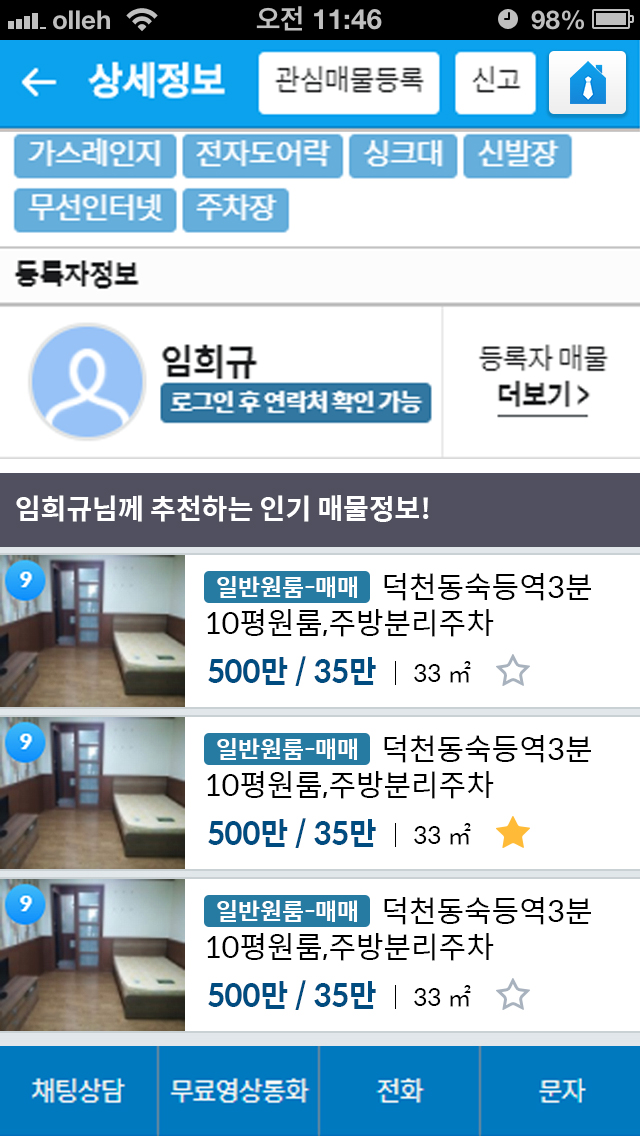 olleh 오전 11:46 98%
상세정보 관심매물등록 신고
가스레인지 전자도어락 싱크대 신발장
무선인터넷 주차장
등록자정보
임희규
로그인 후 연락처 확인 가능
등록자 매물
더보기 >
임희규님께 추천하는 인기 매물정보!
9
일반원룸-매매 덕천동숙등역3분
10평원룸,주방분리주차
500만 / 35만 | 33 ㎡
9
일반원룸-매매 덕천동숙등역3분
10평원룸,주방분리주차
500만 / 35만 | 33 ㎡
9
일반원룸-매매 덕천동숙등역3분
10평원룸,주방분리주차
500만 / 35만 | 33 ㎡
채팅상담 무료영상통화 전화 문자